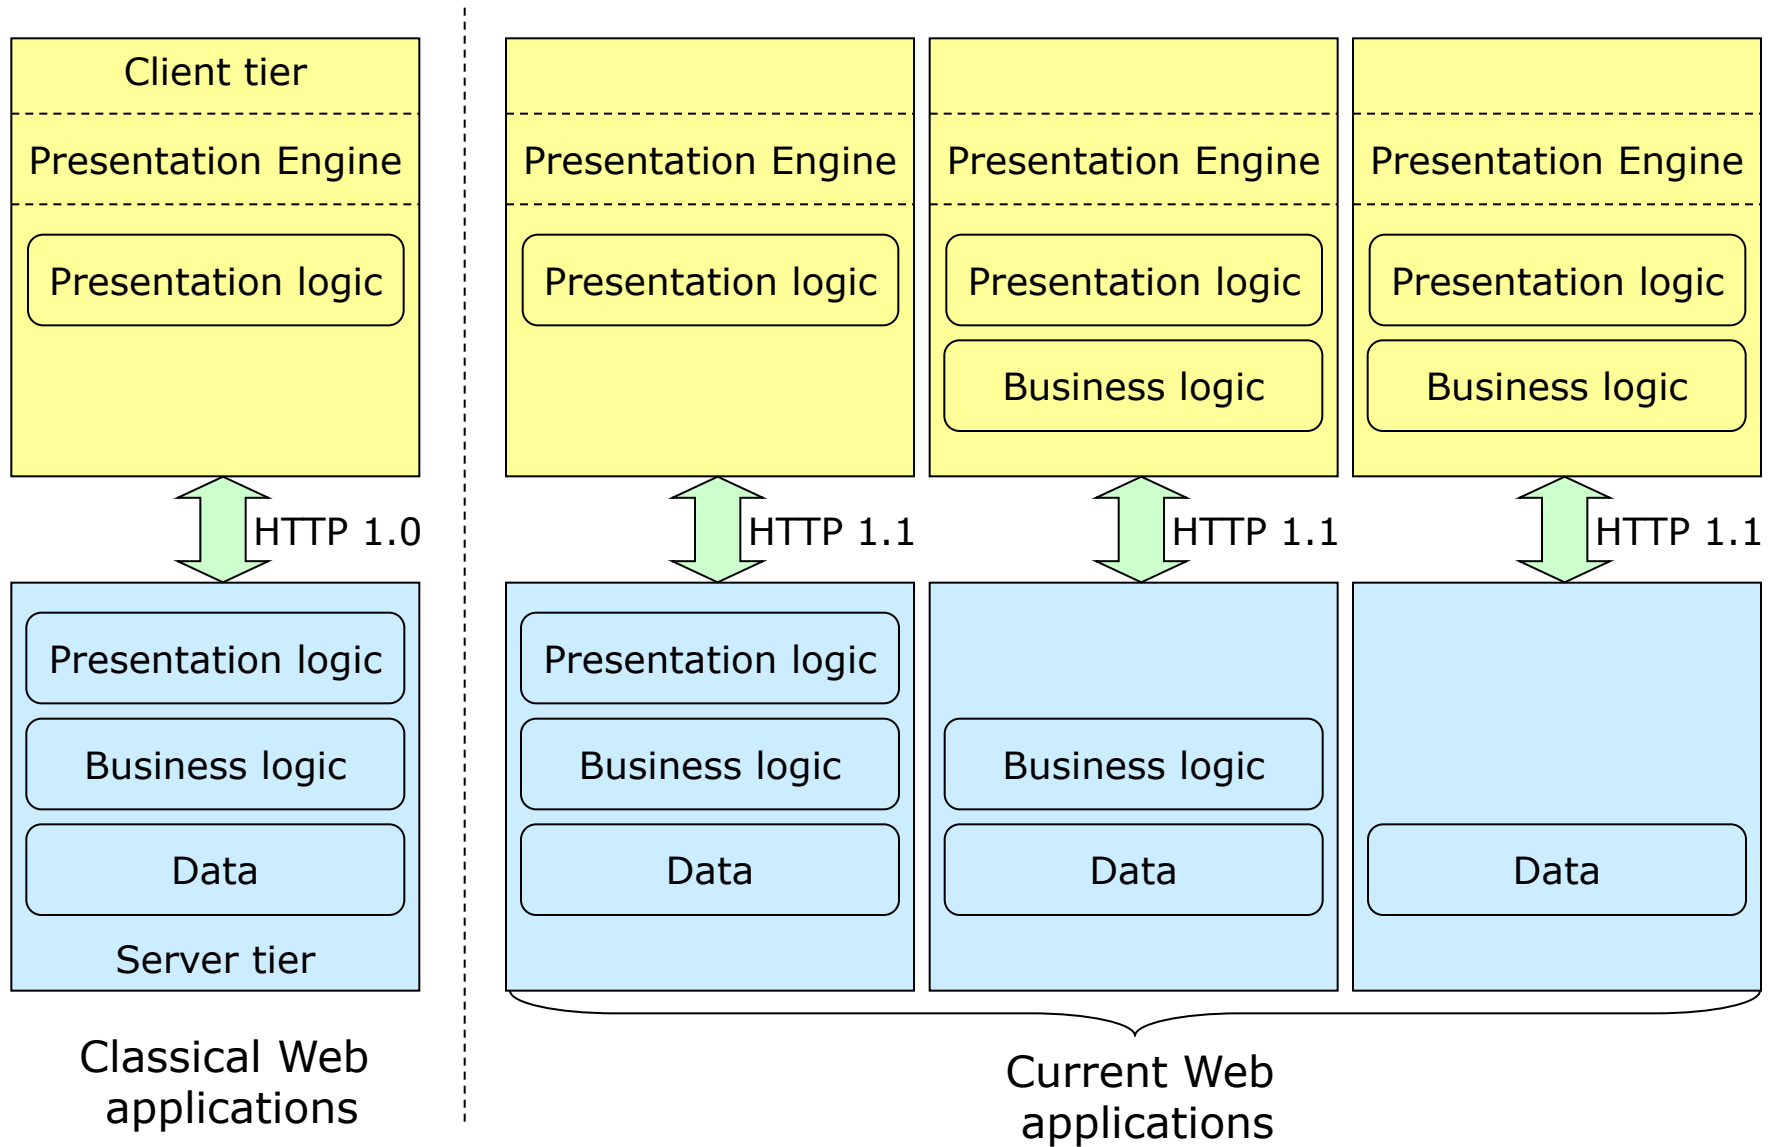 Client tier
Presentation Engine
Presentation logic
HTTP 1.0
Presentation logic
Business logic
Data
Server tier
Classical Web
applications
Presentation Engine
Presentation logic
HTTP 1.1
Presentation logic
Business logic
Data
Presentation Engine
Presentation logic
Business logic
HTTP 1.1
Business logic
Data
Presentation Engine
Presentation logic
Business logic
HTTP 1.1
Data
Current Web
applications